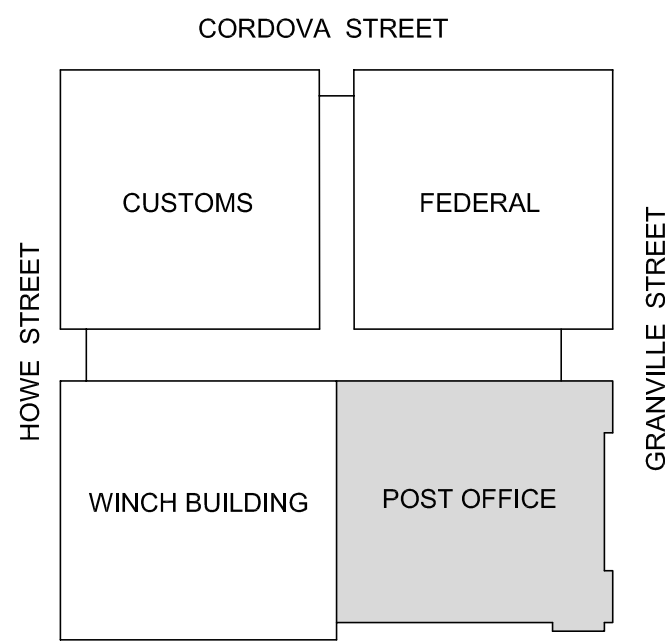 CORDOVA STREET
CUSTOMS
FEDERAL
HOWE STREET
GRANVILLE STREET
WINCH BUILDING
POST OFFICE